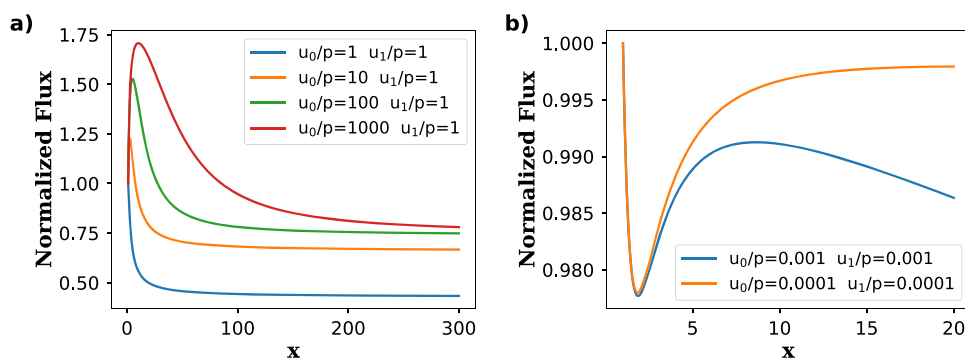 a)
Normalized Flux
1.75
1.50
1.25
1.00
0.75
0.50
u₀/p=1 u₁/p=1
u₀/p=10 u₁/p=1
u₀/p=100 u₁/p=1
u₀/p=1000 u₁/p=1
0 100 200 300
x
b)
Normalized Flux
1.000
0.995
0.990
0.985
0.980
u₀/p=0.001 u₁/p=0.001
u₀/p=0.0001 u₁/p=0.0001
5 10 15 20
x